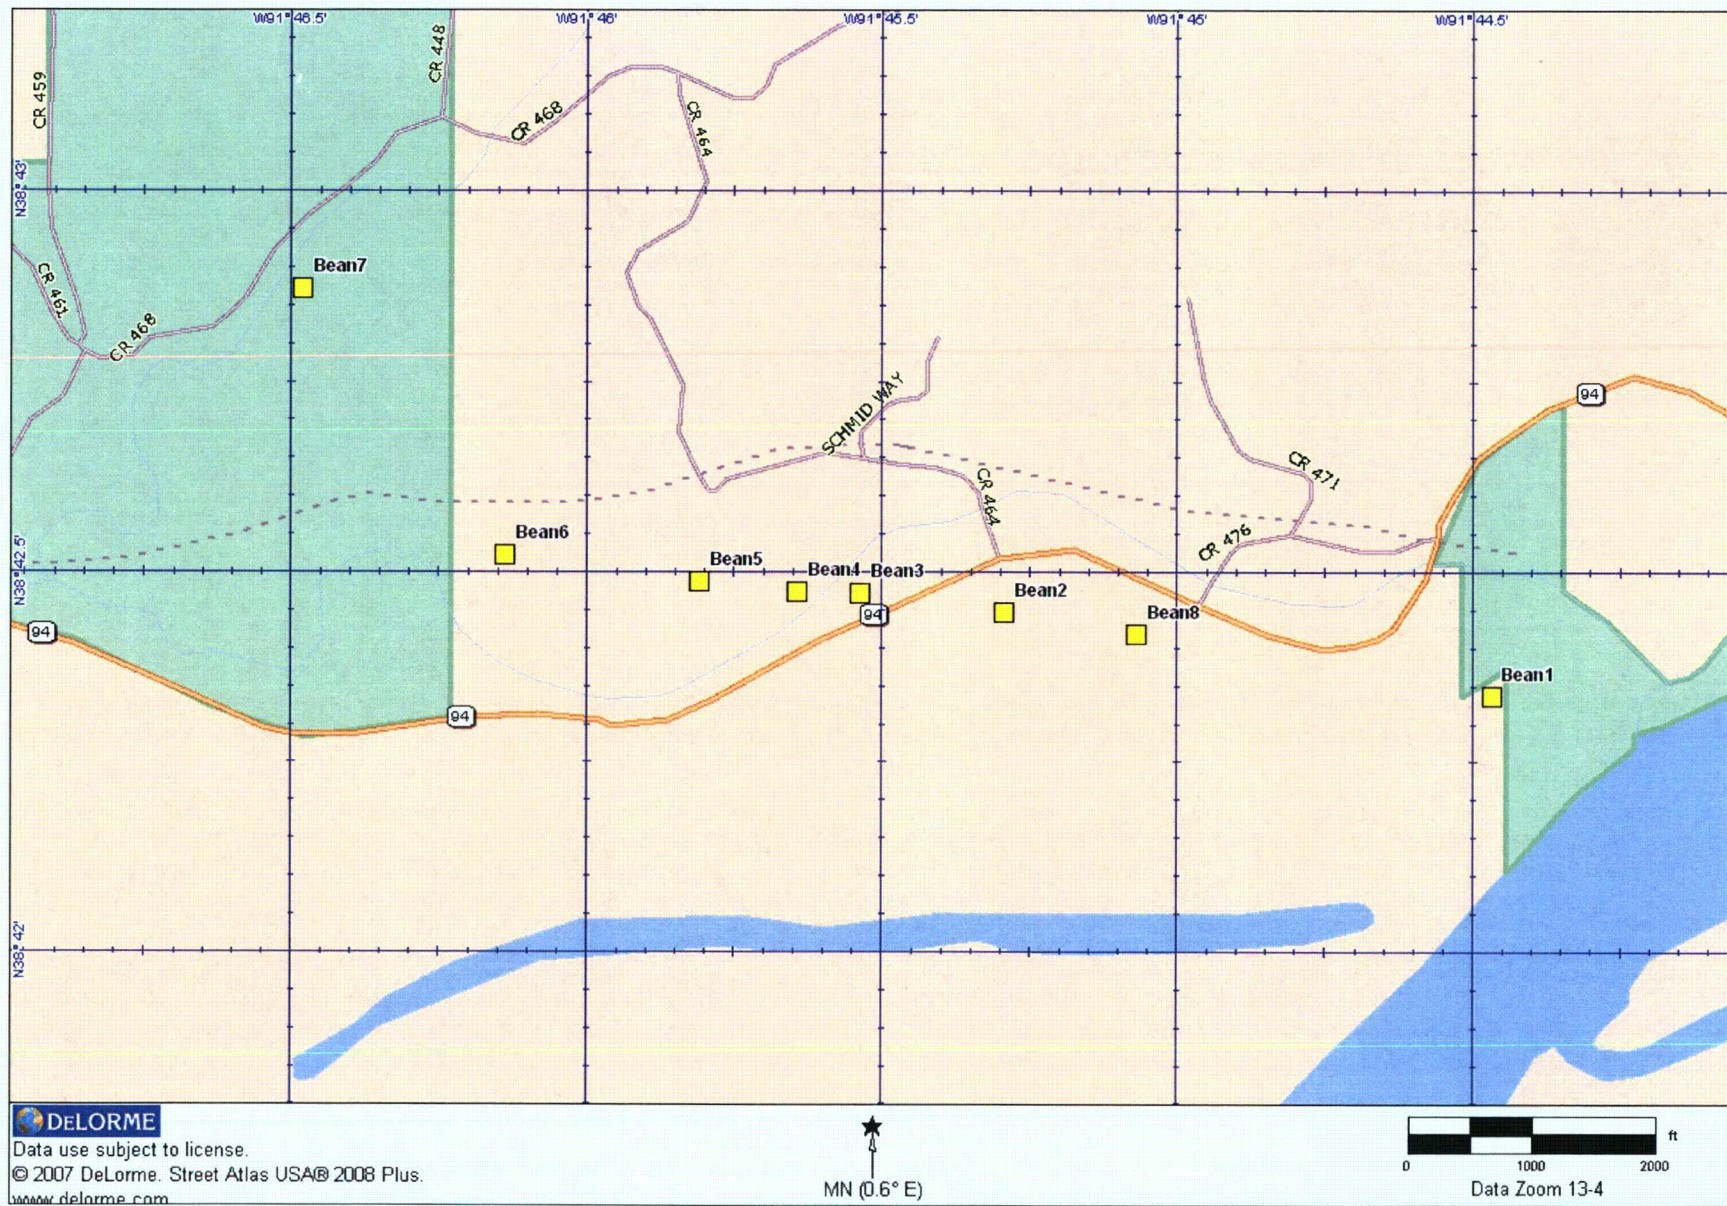 W91° 46.5'
W91° 46'
W91° 45.5'
W91° 45'
W91° 44.5'
CR 459
CR 448
CR 468
CR 464
N38° 43'
Bean7
CR 461
CR 468
94
SCHMID WAY
CR 471
CR 464
Bean6
CR 476
Bean5
N38° 42.5'
Bean4
Bean3
Bean2
94
Bean8
94
Bean1
94
N38° 42'
DELORME
Data use subject to license.
© 2007 DeLorme. Street Atlas USA® 2008 Plus.
www.delorme.com
MN (0.6° E)
ft
0 1000 2000
Data Zoom 13-4